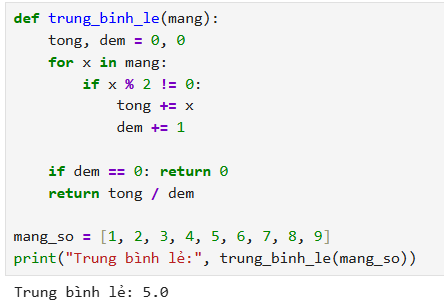 def trung_binh_le(mang):
    tong, dem = 0, 0
    for x in mang:
        if x % 2 != 0:
            tong += x
            dem += 1

    if dem == 0: return 0
    return tong / dem

mang_so = [1, 2, 3, 4, 5, 6, 7, 8, 9]
print("Trung bình lẻ:", trung_binh_le(mang_so))
Trung bình lẻ: 5.0